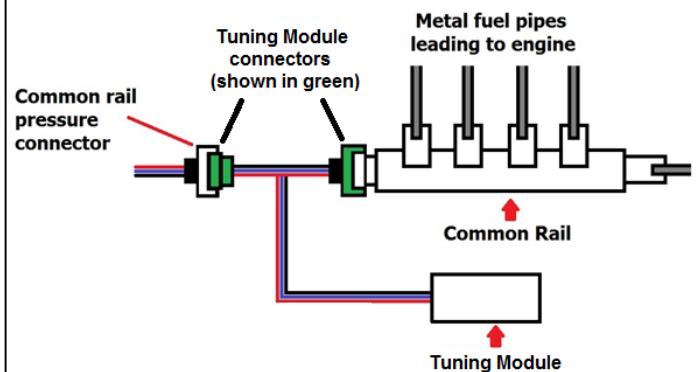 Tuning Module
connectors
(shown in green)
Metal fuel pipes
leading to engine
Common rail
pressure
connector
Common Rail
Tuning Module